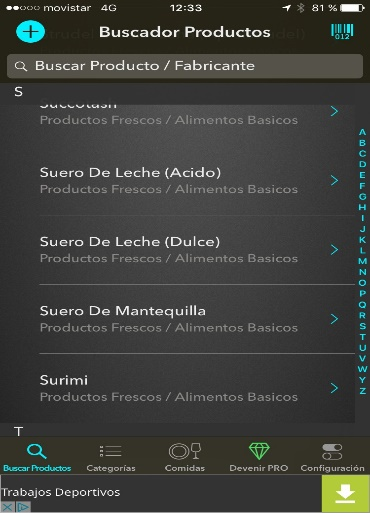 movistar 4G 12:33 81 %
Buscador Productos
012
Buscar Producto / Fabricante
S
Succotash
Productos Frescos / Alimentos Basicos
Suero De Leche (Acido)
Productos Frescos / Alimentos Basicos
Suero De Leche (Dulce)
Productos Frescos / Alimentos Basicos
Suero De Mantequilla
Productos Frescos / Alimentos Basicos
Surimi
Productos Frescos / Alimentos Basicos
T
A
B
C
D
E
F
G
H
I
J
K
L
M
N
O
P
Q
R
S
T
U
V
W
Y
Z
Buscar Productos Categorías Comidas Devenir PRO Configuración
Trabajos Deportivos